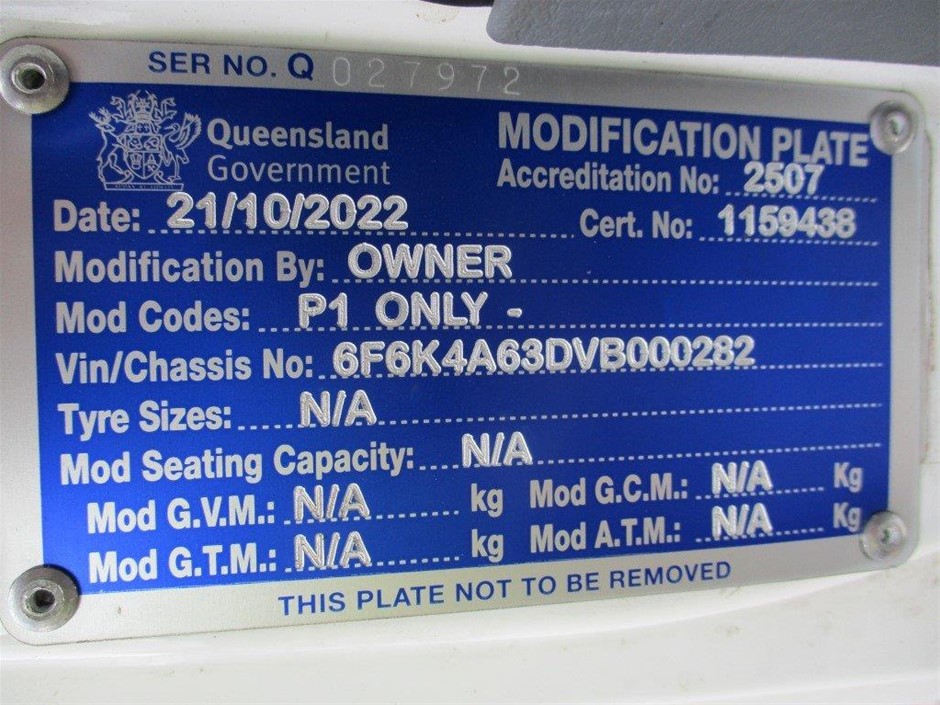 SER NO. Q 027972
Queensland
Government
MODIFICATION PLATE
Accreditation No: 2507
Date: 21/10/2022
Cert. No: 1159438
Modification By: OWNER
Mod Codes: P1 ONLY -
Vin/Chassis No: 6F6K4A63DVB000282
Tyre Sizes: N/A
Mod Seating Capacity: N/A
Mod G.V.M.: N/A kg Mod G.C.M.: N/A Kg
Mod G.T.M.: N/A kg Mod A.T.M.: N/A Kg
THIS PLATE NOT TO BE REMOVED